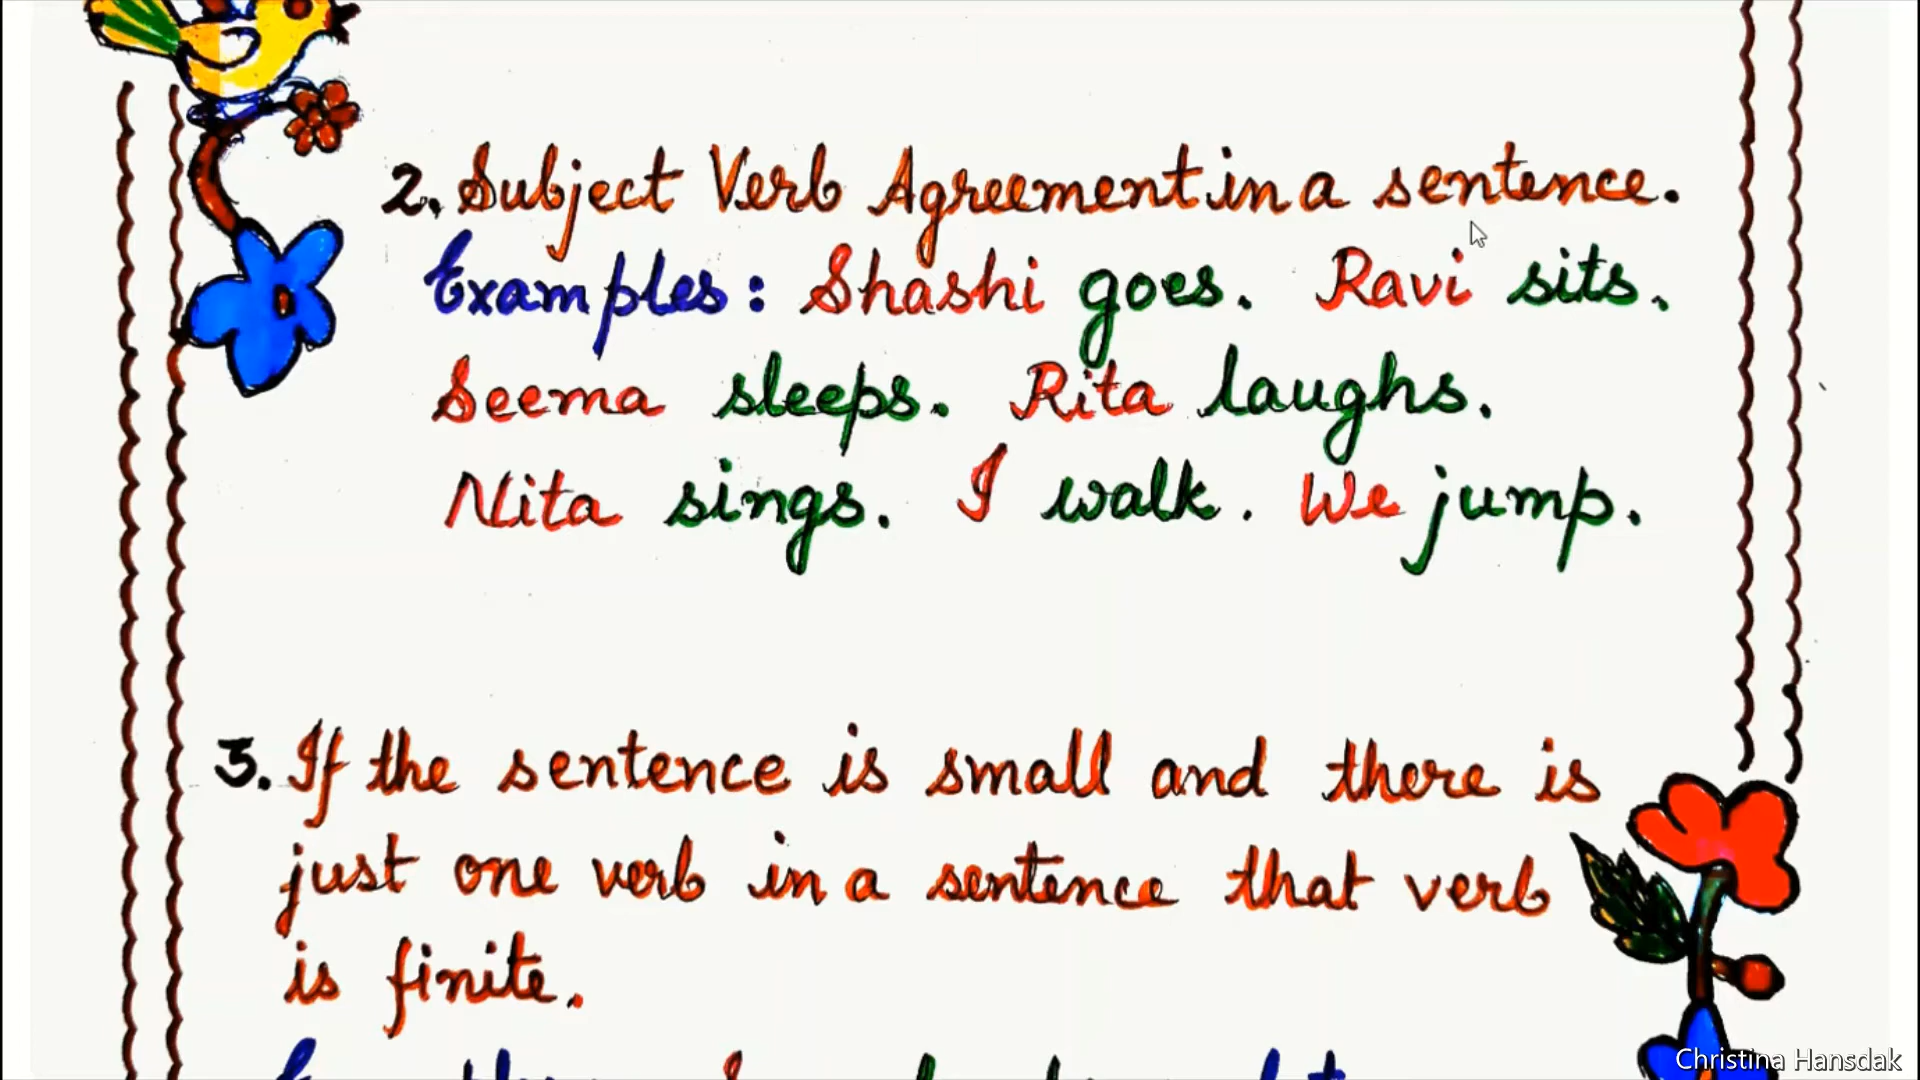 2. Subject Verb Agreement in a sentence.
Examples: Shashi goes. Ravi sits.
Seema sleeps. Rita laughs.
Nita sings. I walk. We jump.
3. If the sentence is small and there is
just one verb in a sentence that verb
is finite.
Christina Hansdak